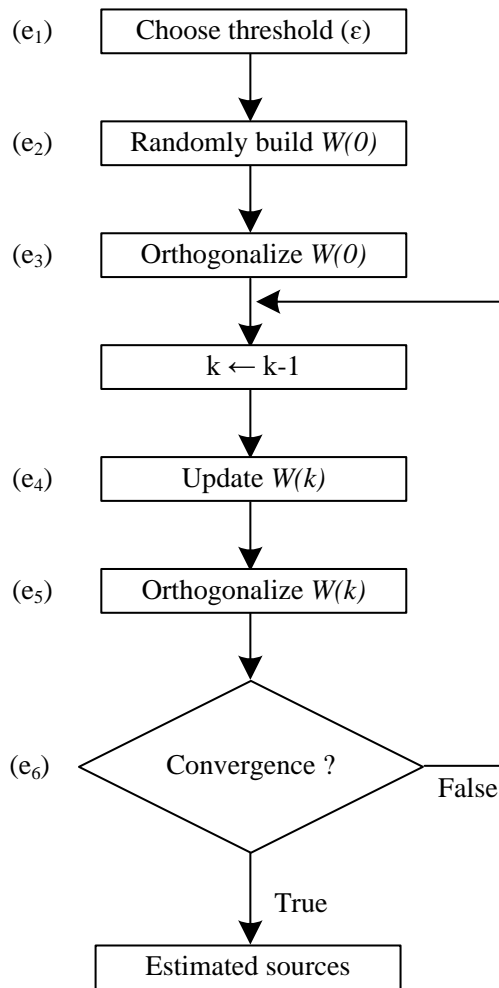 (e₁) Choose threshold (ε)
(e₂) Randomly build W(0)
(e₃) Orthogonalize W(0)
k ← k-1
(e₄) Update W(k)
(e₅) Orthogonalize W(k)
(e₆) Convergence ?
False
True
Estimated sources